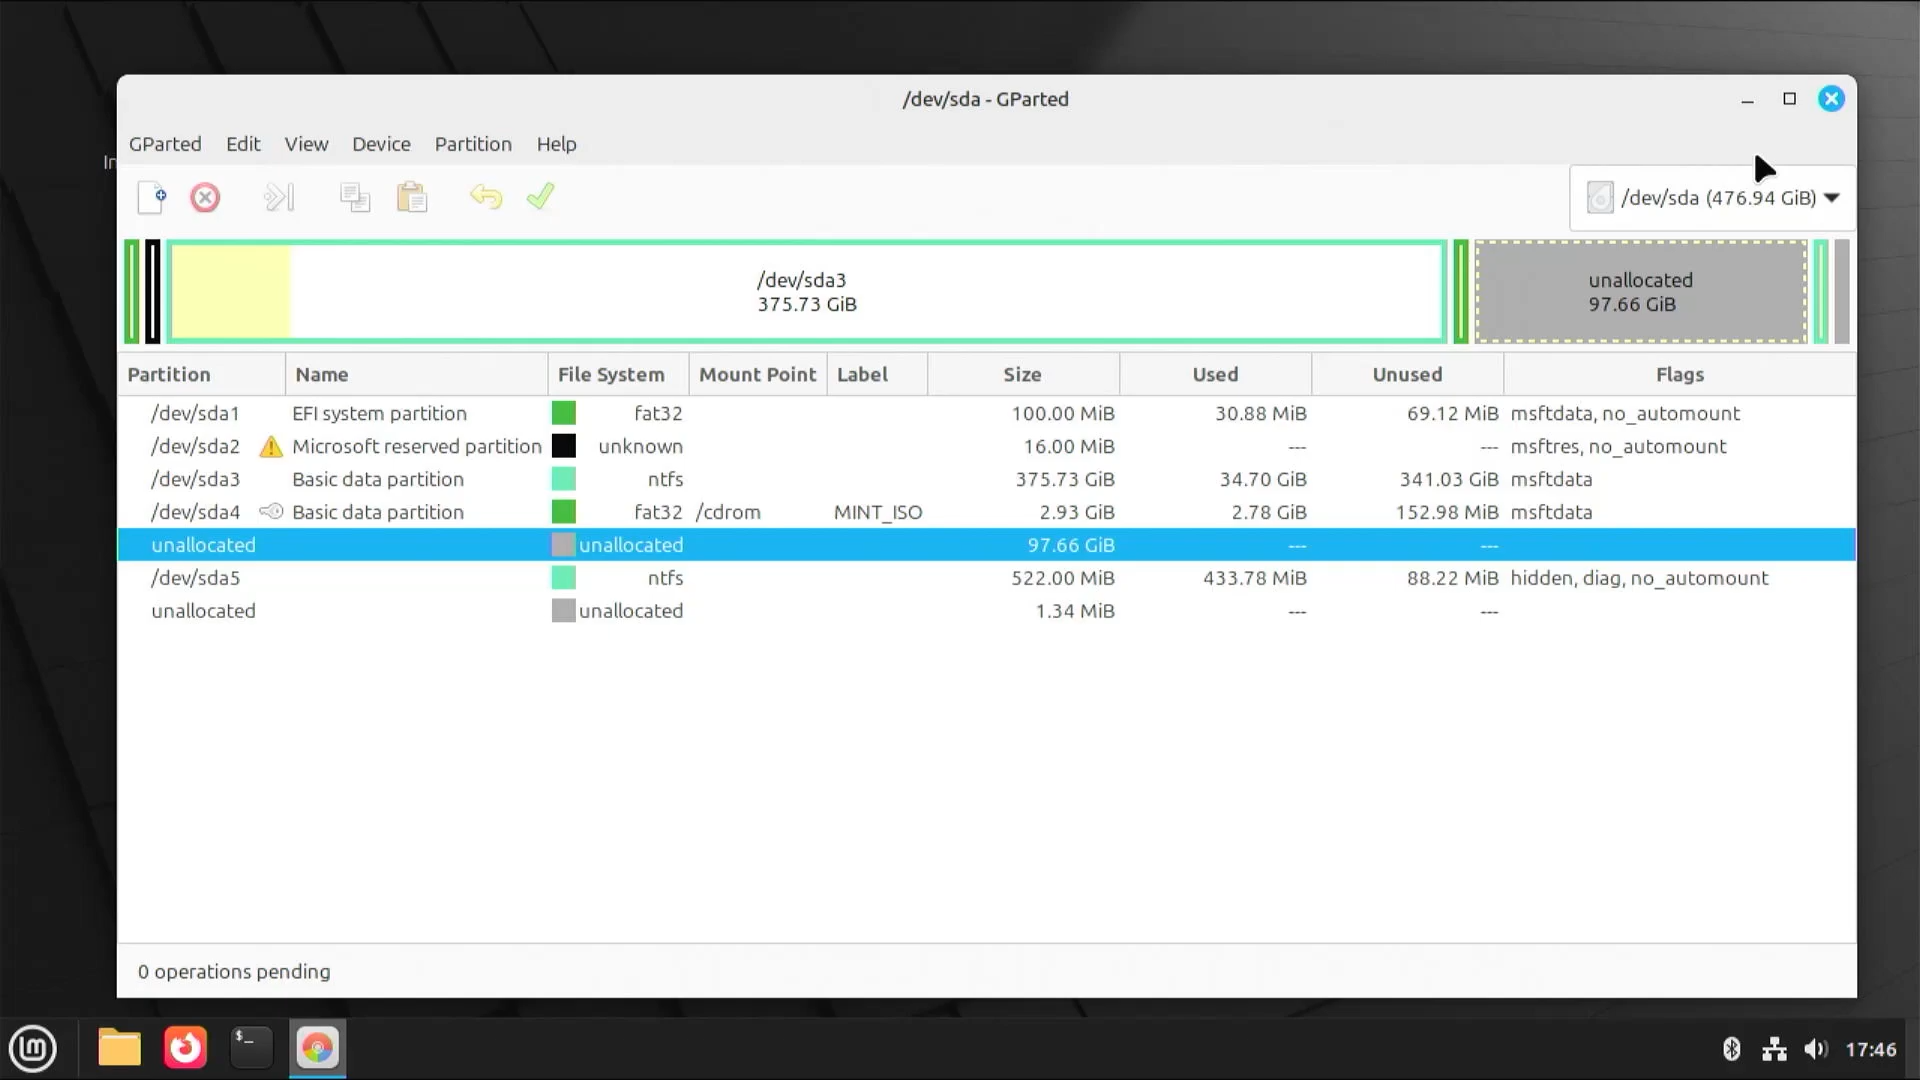 /dev/sda - GParted
GParted Edit View Device Partition Help
In
/dev/sda (476.94 GiB)
/dev/sda3
375.73 GiB
unallocated
97.66 GiB
Partition Name File System Mount Point Label Size Used Unused Flags
/dev/sda1 EFI system partition fat32 100.00 MiB 30.88 MiB 69.12 MiB msftdata, no_automount
/dev/sda2 Microsoft reserved partition unknown 16.00 MiB --- --- msftres, no_automount
/dev/sda3 Basic data partition ntfs 375.73 GiB 34.70 GiB 341.03 GiB msftdata
/dev/sda4 Basic data partition fat32 /cdrom MINT_ISO 2.93 GiB 2.78 GiB 152.98 MiB msftdata
unallocated unallocated 97.66 GiB --- ---
/dev/sda5 ntfs 522.00 MiB 433.78 MiB 88.22 MiB hidden, diag, no_automount
unallocated unallocated 1.34 MiB --- ---
0 operations pending
$_
17:46